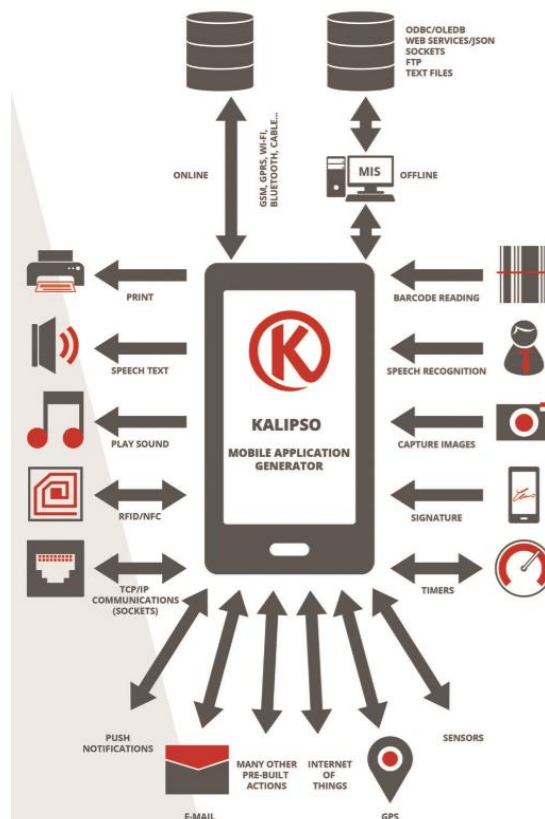 ODBC/OLEDB
WEB SERVICES/JSON
SOCKETS
FTP
TEXT FILES
ONLINE
GSM, GPRS, WI-FI,
BLUETOOTH, CABLE...
MIS
OFFLINE
PRINT
BARCODE READING
SPEECH TEXT
SPEECH RECOGNITION
K
KALIPSO
MOBILE APPLICATION
GENERATOR
PLAY SOUND
CAPTURE IMAGES
RFID/NFC
SIGNATURE
TCP/IP
COMMUNICATIONS
(SOCKETS)
TIMERS
PUSH
NOTIFICATIONS
E-MAIL
MANY OTHER
PRE-BUILT
ACTIONS
INTERNET
OF
THINGS
GPS
SENSORS